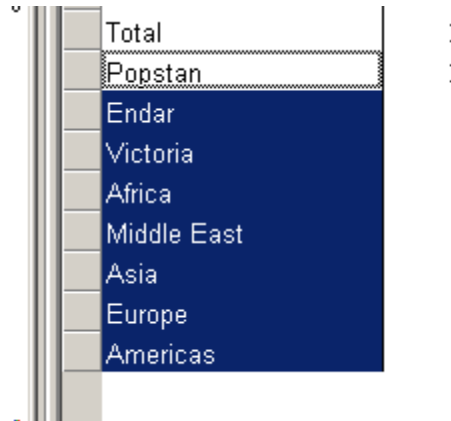 Total
Popstan
Endar
Victoria
Africa
Middle East
Asia
Europe
Americas